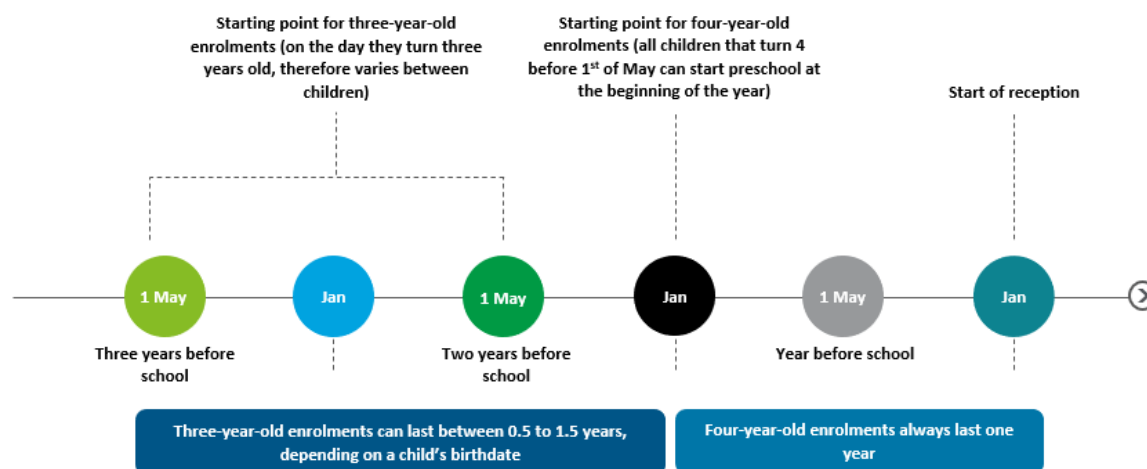 Starting point for three-year-old
enrolments (on the day they turn three
years old, therefore varies between
children)
Starting point for four-year-old
enrolments (all children that turn 4
before 1st of May can start preschool at
the beginning of the year)
Start of reception
1 May
Jan
1 May
Jan
1 May
Jan
Three years before
school
Two years before
school
Year before school
Three-year-old enrolments can last between 0.5 to 1.5 years,
depending on a child’s birthdate
Four-year-old enrolments always last one
year